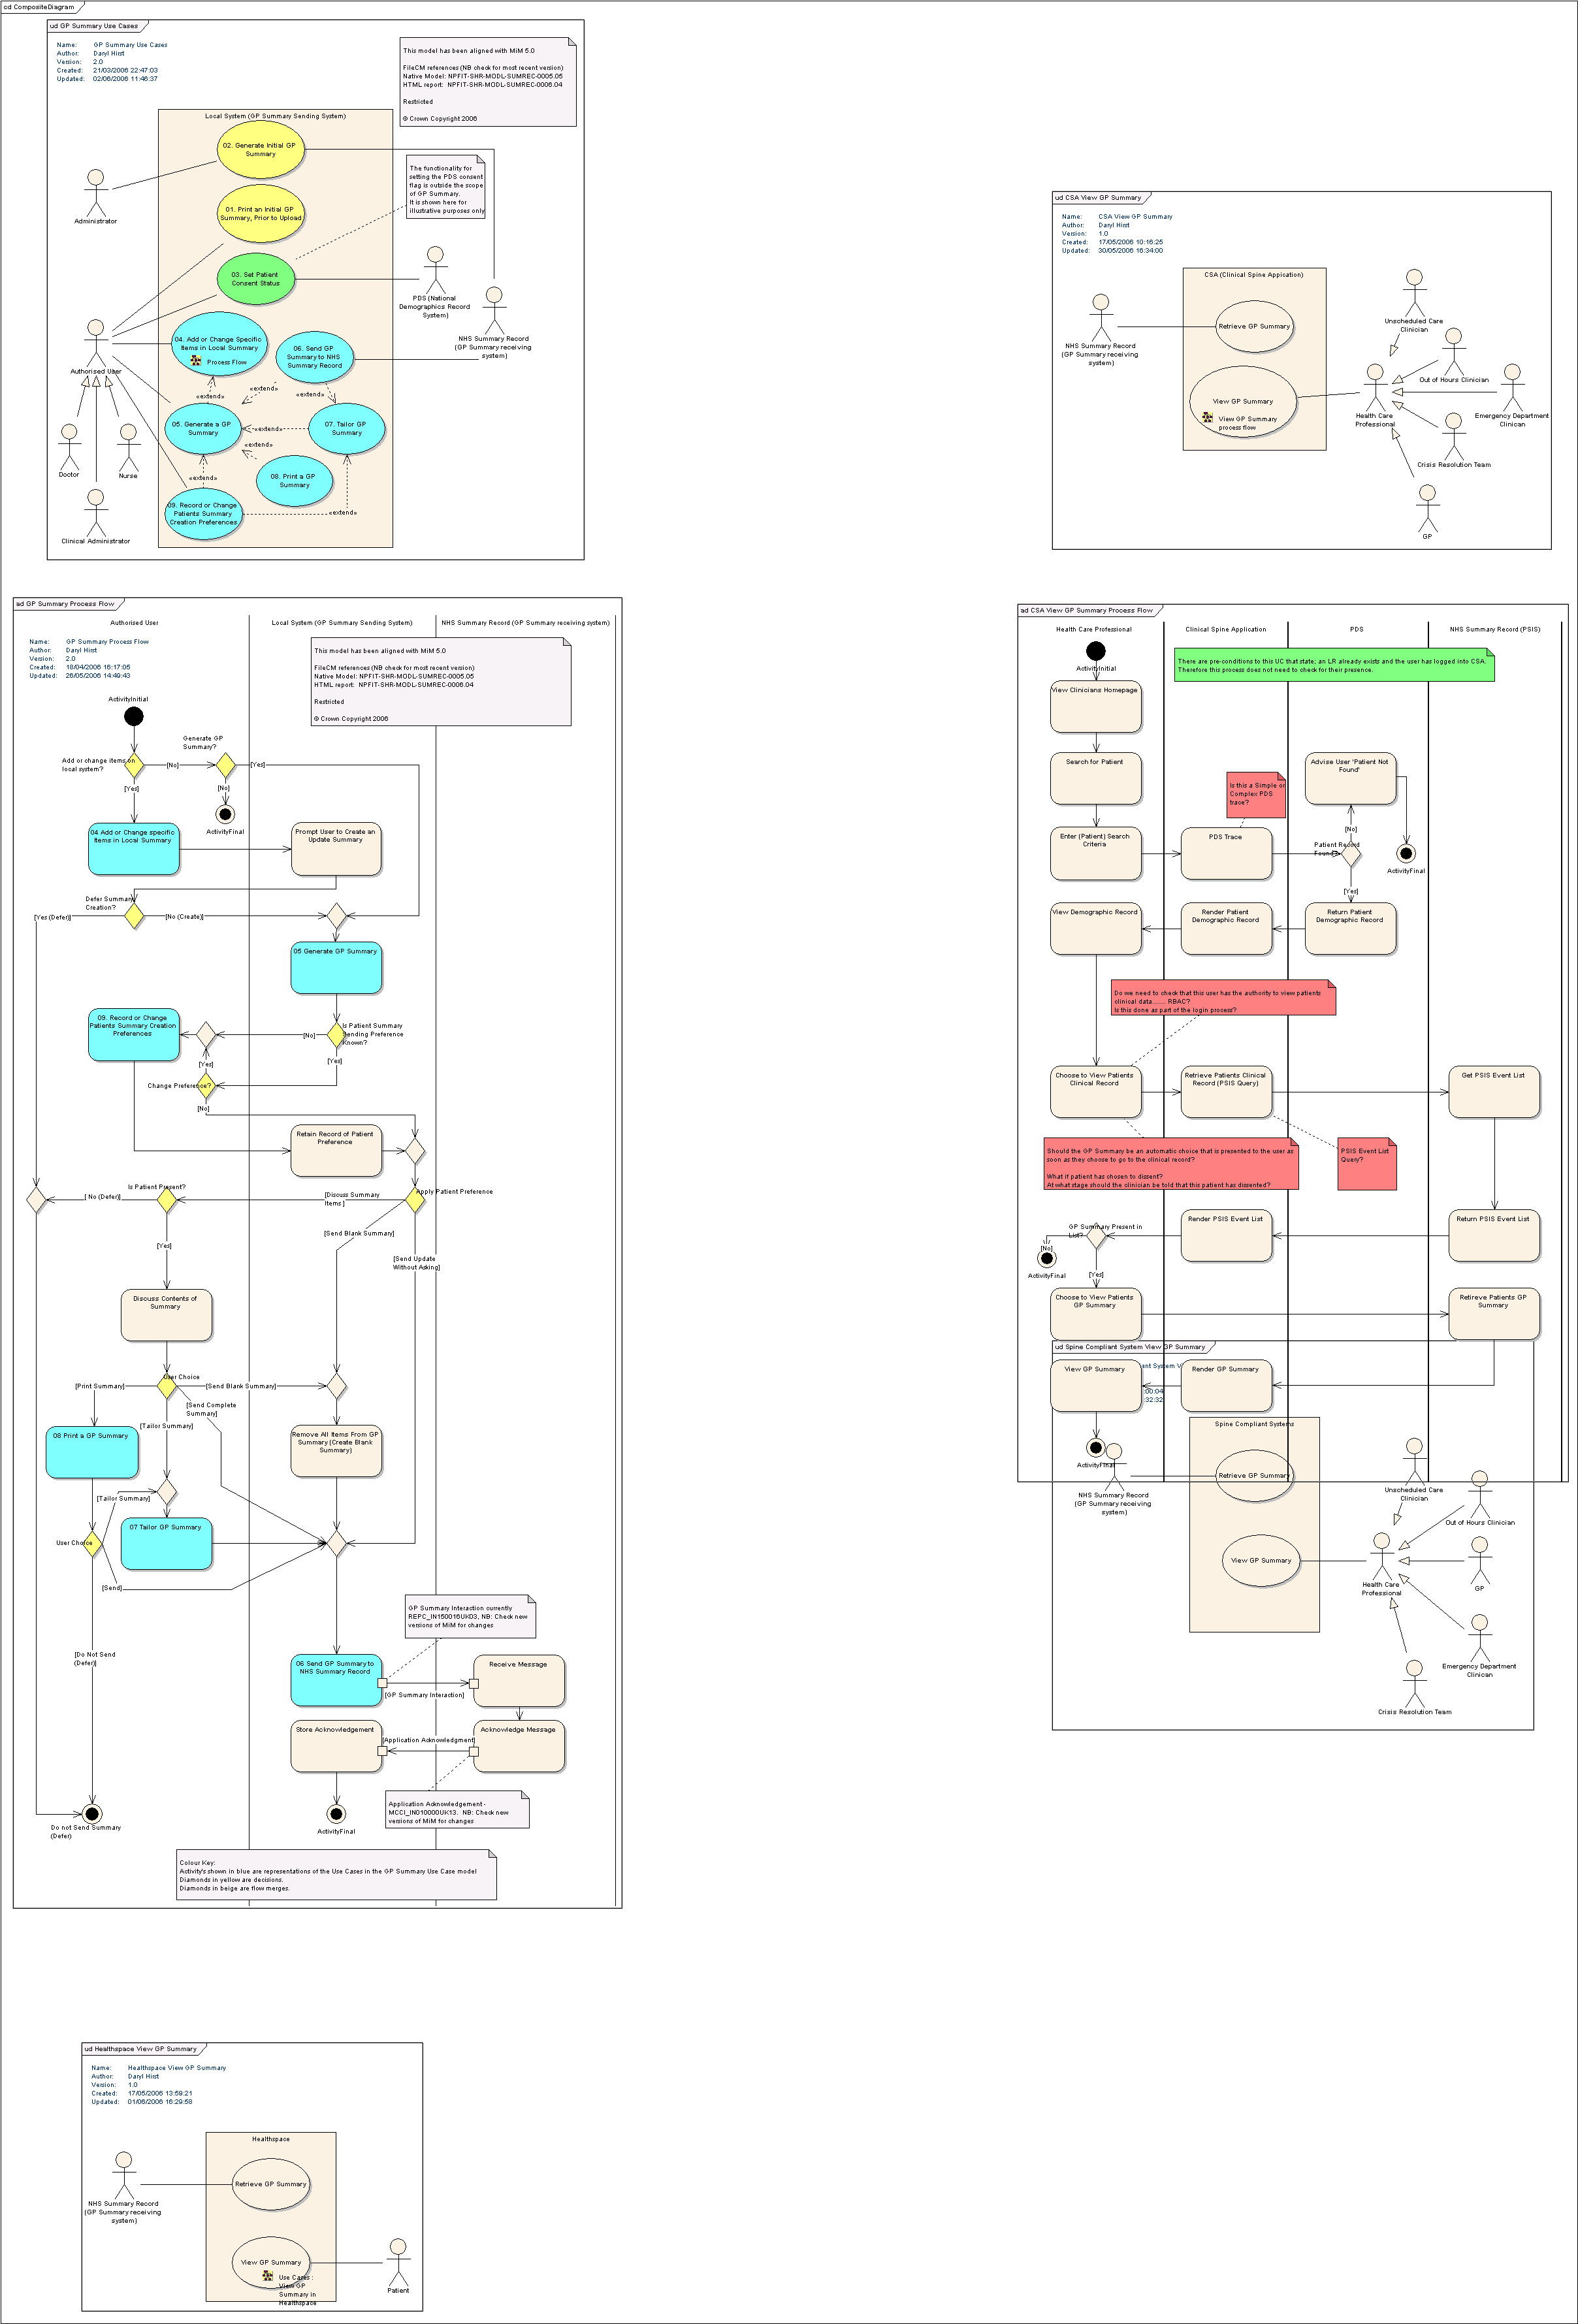 cd CompositeDiagram
ud GP Summary Use Cases
Name: GP Summary Use Cases
Author: Daryl Hirst
Version: 2.0
Created: 21/03/2006 22:47:03
Updated: 02/06/2006 11:46:37
This model has been aligned with MiM 5.0
FileCM references (NB check for most recent version)
Native Model: NPFIT-SHR-MODL-SUMREC-0005.05
HTML report: NPFIT-SHR-MODL-SUMREC-0006.04
Restricted
© Crown Copyright 2006
Local System (GP Summary Sending System)
02. Generate Initial GP
Summary
The functionality for
setting the PDS consent
flag is outside the scope
of GP Summary.
It is shown here for
illustrative purposes only
Administrator
01. Print an Initial GP
Summary, Prior to Upload
03. Set Patient
Consent Status
PDS (National
Demographics Record
System)
NHS Summary Record
(GP Summary receiving
system)
04. Add or Change Specific
Items in Local Summary
Process Flow
06. Send GP
Summary to NHS
Summary Record
Authorised User
«extend»
«extend»
«extend»
05. Generate a GP
Summary
«extend»
07. Tailor GP
Summary
«extend»
Doctor
Nurse
08. Print a GP
Summary
«extend»
09. Record or Change
Patients Summary
Creation Preferences
«extend»
Clinical Administrator
ud CSA View GP Summary
Name: CSA View GP Summary
Author: Daryl Hirst
Version: 1.0
Created: 17/05/2006 10:16:25
Updated: 30/05/2006 16:34:00
CSA (Clinical Spine Appication)
Retrieve GP Summary
NHS Summary Record
(GP Summary receiving
system)
Unscheduled Care
Clinician
Out of Hours Clinician
View GP Summary
View GP Summary
process flow
Health Care
Professional
Emergency Department
Clinican
Crisis Resolution Team
GP
ad GP Summary Process Flow
Authorised User
Local System (GP Summary Sending System)
NHS Summary Record (GP Summary receiving system)
Name: GP Summary Process Flow
Author: Daryl Hirst
Version: 2.0
Created: 18/04/2006 16:17:05
Updated: 26/05/2006 14:49:43
This model has been aligned with MiM 5.0
FileCM references (NB check for most recent version)
Native Model: NPFIT-SHR-MODL-SUMREC-0005.05
HTML report: NPFIT-SHR-MODL-SUMREC-0006.04
Restricted
© Crown Copyright 2006
ActivityInitial
Generate GP
Summary?
Add or change items on
local system?
[No]
[Yes]
[Yes]
[No]
ActivityFinal
04 Add or Change specific
Items in Local Summary
Prompt User to Create an
Update Summary
Defer Summary
Creation?
[Yes (Defer)]
[No (Create)]
05 Generate GP Summary
09. Record or Change
Patients Summary Creation
Preferences
[No]
Is Patient Summary
Sending Preference
Known?
[Yes]
[Yes]
Change Preference?
[No]
Retain Record of Patient
Preference
Is Patient Present?
[ No (Defer)]
[Discuss Summary
Items ]
Apply Patient Preference
[Send Blank Summary]
[Yes]
[Send Update
Without Asking]
Discuss Contents of
Summary
User Choice
[Print Summary]
[Send Blank Summary]
[Send Complete
Summary]
[Tailor Summary]
08 Print a GP Summary
Remove All Items From GP
Summary (Create Blank
Summary)
[Tailor Summary]
07 Tailor GP Summary
User Choice
[Send]
GP Summary Interaction currently
REPC_IN150016UK03, NB: Check new
versions of MiM for changes
[Do Not Send
(Defer)]
06 Send GP Summary to
NHS Summary Record
Receive Message
[GP Summary Interaction]
Store Acknowledgement
[Application Acknowledgment]
Acknowledge Message
Application Acknowledgement -
MCCI_IN010000UK13. NB: Check new
versions of MiM for changes
Do not Send Summary
(Defer)
ActivityFinal
Colour Key:
Activity's shown in blue are representations of the Use Cases in the GP Summary Use Case model
Diamonds in yellow are decisions.
Diamonds in beige are flow merges.
ad CSA View GP Summary Process Flow
Health Care Professional
Clinical Spine Application
PDS
NHS Summary Record (PSIS)
There are pre-conditions to this UC that state; an LR already exists and the user has logged into CSA.
Therefore this process does not need to check for their presence.
ActivityInitial
View Clinicians Homepage
Search for Patient
Advise User 'Patient Not
Found'
Is this a Simple or
Complex PDS
trace?
Enter (Patient) Search
Criteria
PDS Trace
[No]
Patient Record
Found?
ActivityFinal
[Yes]
View Demographic Record
Render Patient
Demographic Record
Return Patient
Demographic Record
Do we need to check that this user has the authority to view patients
clinical data........ RBAC?
Is this done as part of the login process?
Choose to View Patients
Clinical Record
Retrieve Patients Clinical
Record (PSIS Query)
Get PSIS Event List
Should the GP Summary be an automatic choice that is presented to the user as
soon as they choose to go to the clinical record?
What if patient has chosen to dissent?
At what stage should the clinician be told that this patient has dissented?
PSIS Event List
Query?
GP Summary Present in
List?
Render PSIS Event List
Return PSIS Event List
[No]
ActivityFinal
[Yes]
Choose to View Patients
GP Summary
Retireve Patients GP
Summary
ud Spine Compliant System View GP Summary
View GP Summary
ant System V
:00:04
:32:32
Render GP Summary
ActivityFinal
Spine Compliant Systems
Retrieve GP Summary
NHS Summary Record
(GP Summary receiving
system)
Unscheduled Care
Clinician
Out of Hours Clinician
View GP Summary
Health Care
Professional
GP
Emergency Department
Clinican
Crisis Resolution Team
ud Healthspace View GP Summary
Name: Healthspace View GP Summary
Author: Daryl Hirst
Version: 1.0
Created: 17/05/2006 13:59:21
Updated: 01/06/2006 16:29:58
Healthspace
Retrieve GP Summary
NHS Summary Record
(GP Summary receiving
system)
View GP Summary
Use Cases :
View GP
Summary in
Healthspace
Patient